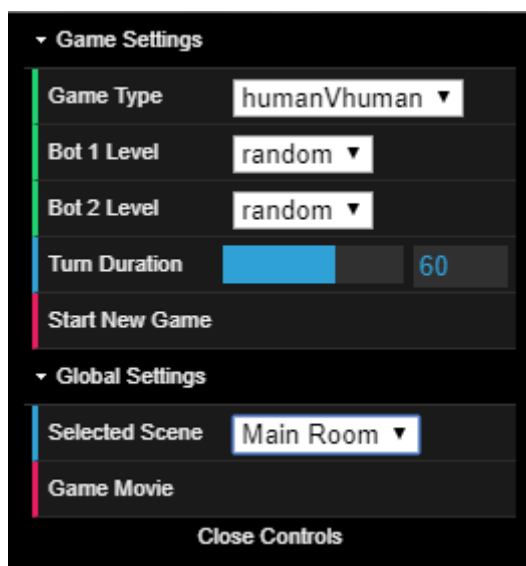 Game Settings
Game Type humanVhuman
Bot 1 Level random
Bot 2 Level random
Turn Duration 60
Start New Game
Global Settings
Selected Scene Main Room
Game Movie
Close Controls